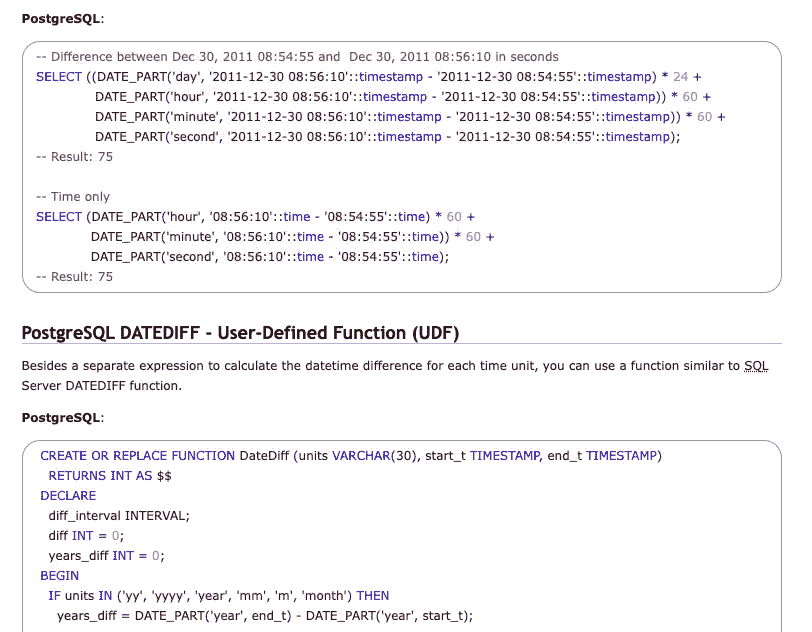 PostgreSQL:
-- Difference between Dec 30, 2011 08:54:55 and  Dec 30, 2011 08:56:10 in seconds
SELECT ((DATE_PART('day', '2011-12-30 08:56:10'::timestamp - '2011-12-30 08:54:55'::timestamp) * 24 +
DATE_PART('hour', '2011-12-30 08:56:10'::timestamp - '2011-12-30 08:54:55'::timestamp)) * 60 +
DATE_PART('minute', '2011-12-30 08:56:10'::timestamp - '2011-12-30 08:54:55'::timestamp)) * 60 +
DATE_PART('second', '2011-12-30 08:56:10'::timestamp - '2011-12-30 08:54:55'::timestamp);
-- Result: 75
-- Time only
SELECT (DATE_PART('hour', '08:56:10'::time - '08:54:55'::time) * 60 +
DATE_PART('minute', '08:56:10'::time - '08:54:55'::time)) * 60 +
DATE_PART('second', '08:56:10'::time - '08:54:55'::time);
-- Result: 75
PostgreSQL DATEDIFF - User-Defined Function (UDF)
Besides a separate expression to calculate the datetime difference for each time unit, you can use a function similar to SQL
Server DATEDIFF function.
PostgreSQL:
CREATE OR REPLACE FUNCTION DateDiff (units VARCHAR(30), start_t TIMESTAMP, end_t TIMESTAMP)
RETURNS INT AS $$
DECLARE
diff_interval INTERVAL;
diff INT = 0;
years_diff INT = 0;
BEGIN
IF units IN ('yy', 'yyyy', 'year', 'mm', 'm', 'month') THEN
years_diff = DATE_PART('year', end_t) - DATE_PART('year', start_t);